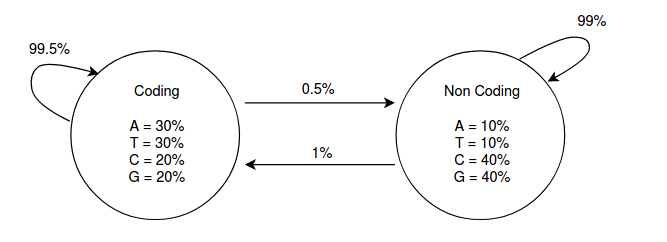 99%
99.5%
Coding
0.5%
Non Coding
A = 30%
T = 30%
C = 20%
G = 20%
A = 10%
T = 10%
C = 40%
G = 40%
1%